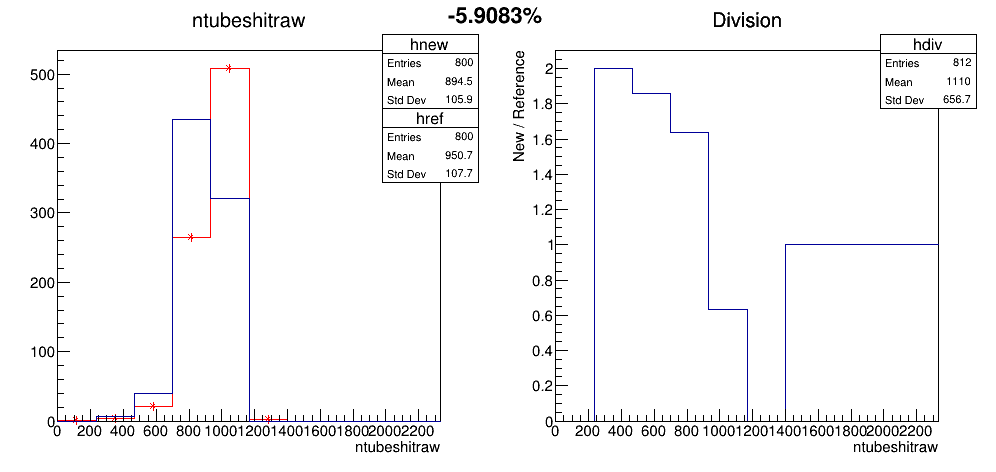 -5.9083%
ntubeshitraw
hnew
Entries 800
Mean 894.5
Std Dev 105.9
href
Entries 800
Mean 950.7
Std Dev 107.7
500
400
300
200
100
0
0 200 400 600 800 1000 1200 1400 1600 1800 2000 2200
ntubeshitraw
Division
hdiv
Entries 812
Mean 1110
Std Dev 656.7
New / Reference
2
1.8
1.6
1.4
1.2
1
0.8
0.6
0.4
0.2
0
0 200 400 600 800 1000 1200 1400 1600 1800 2000 2200
ntubeshitraw